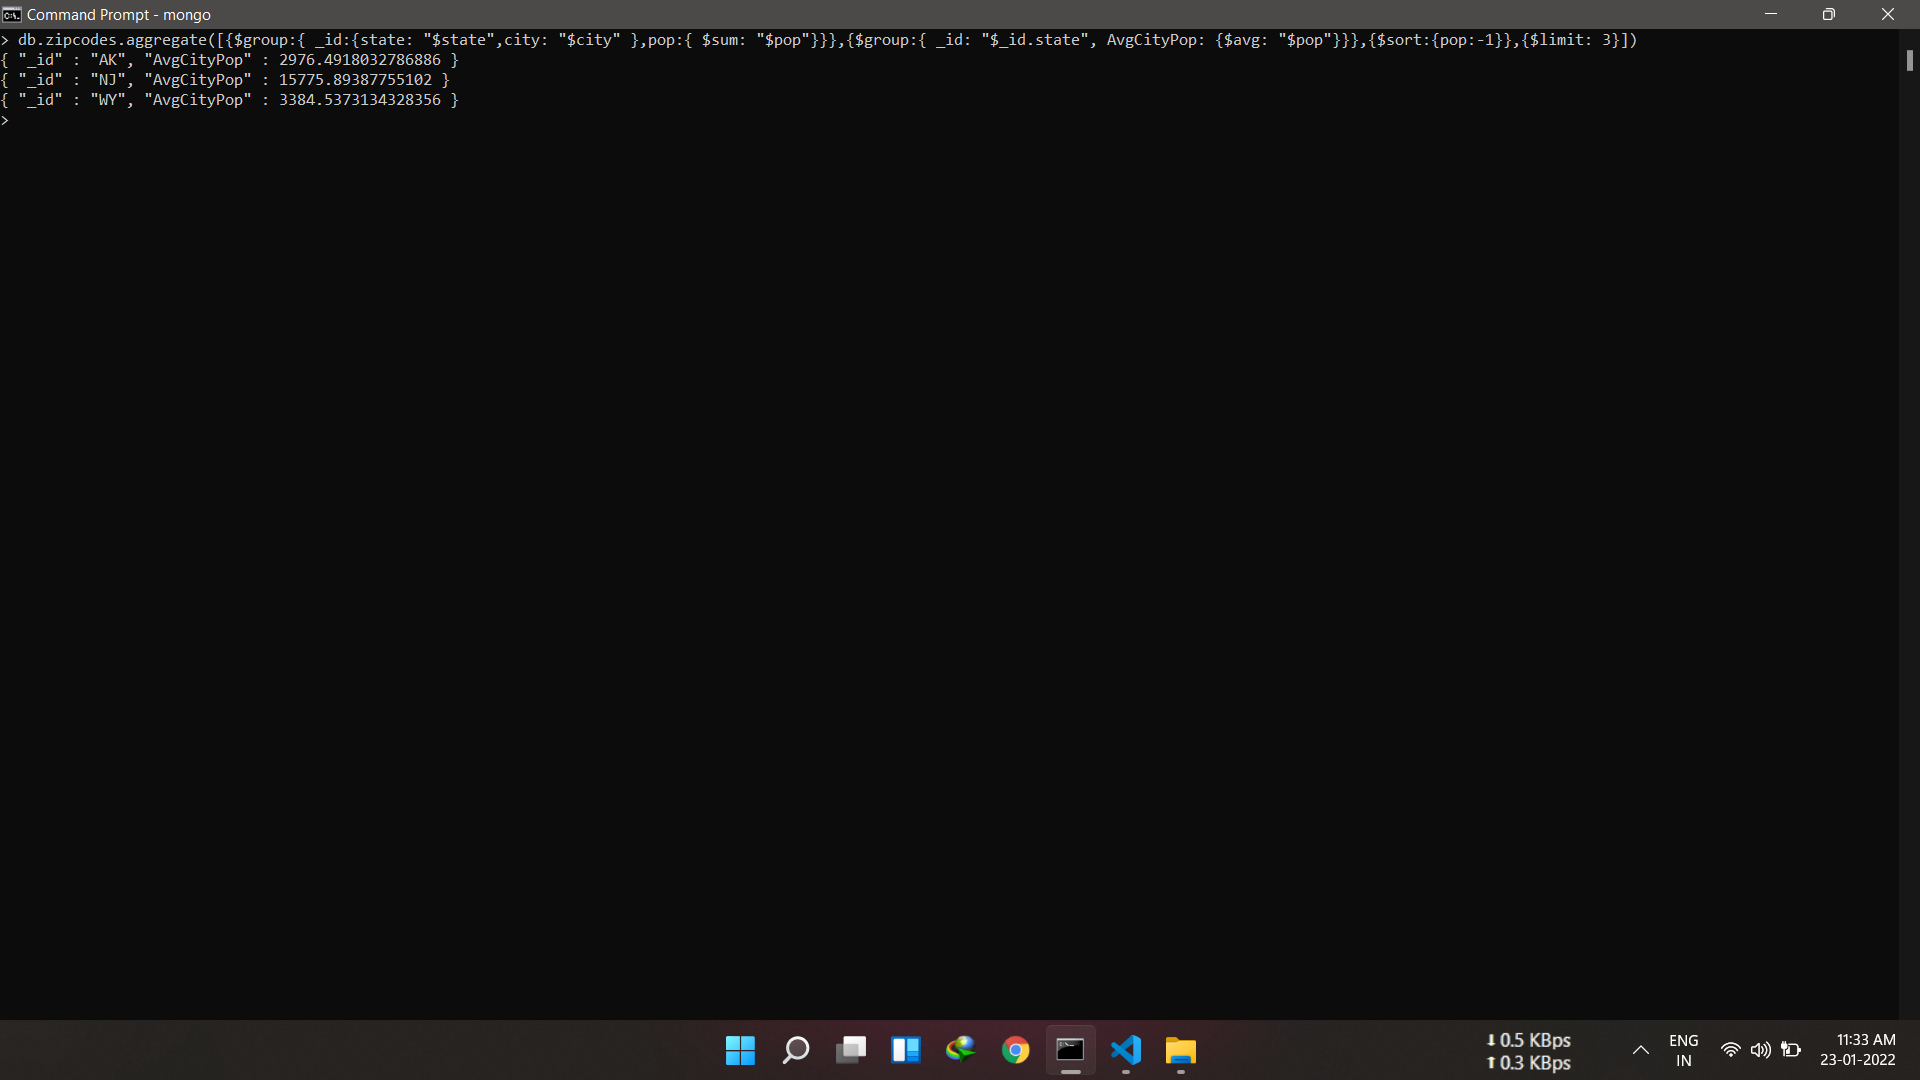 Command Prompt - mongo
> db.zipcodes.aggregate([{$group:{ _id:{state: "$state",city: "$city" },pop:{ $sum: "$pop"}}},{$group:{ _id: "$_id.state", AvgCityPop: {$avg: "$pop"}}},{$sort:{pop:-1}},{$limit: 3}])
{ "_id" : "AK", "AvgCityPop" : 2976.4918032786886 }
{ "_id" : "NJ", "AvgCityPop" : 15775.89387755102 }
{ "_id" : "WY", "AvgCityPop" : 3384.5373134328356 }
>
0.5 KBps
0.3 KBps
ENG
IN
11:33 AM
23-01-2022